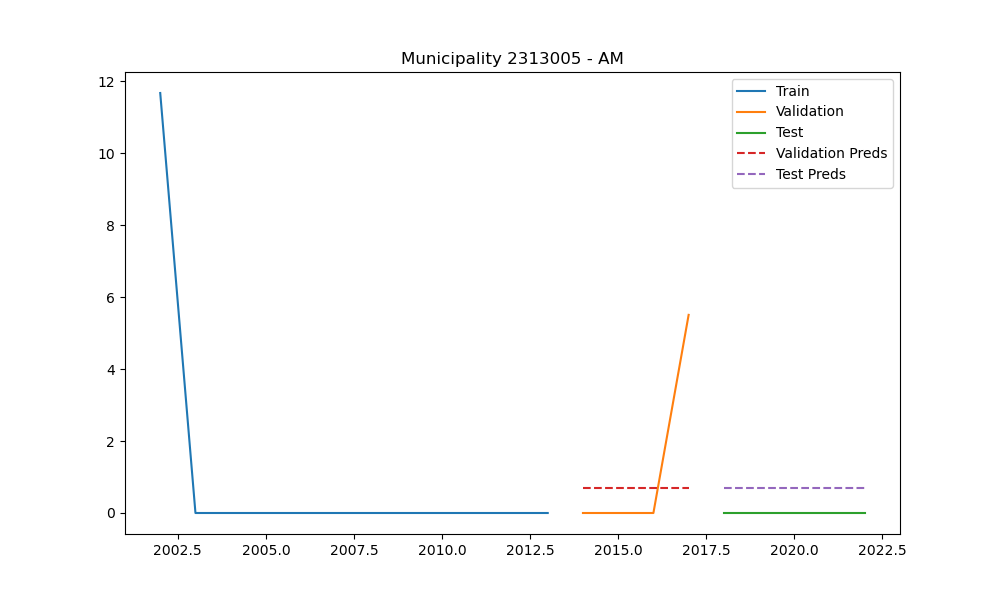 Municipality 2313005 - AM
12
10
8
6
4
2
0
Train
Validation
Test
Validation Preds
Test Preds
2002.5 2005.0 2007.5 2010.0 2012.5 2015.0 2017.5 2020.0 2022.5